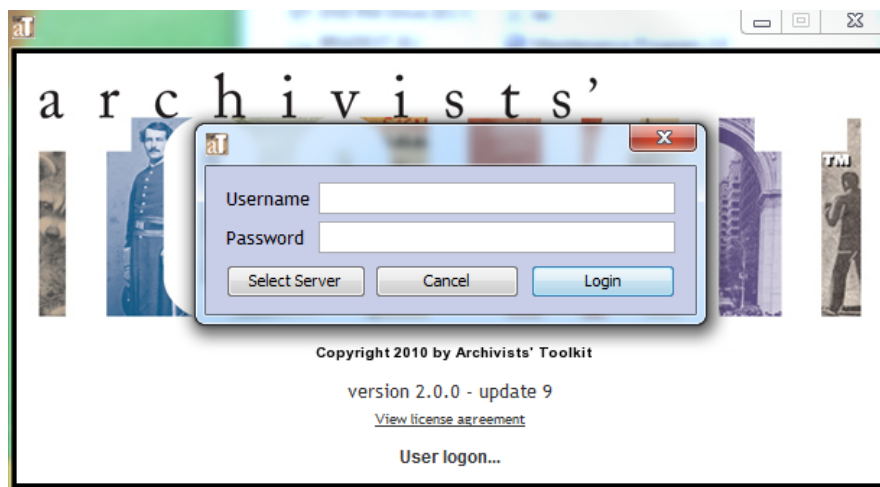 aT
archivists'
aT
TM
Username
Password
Select Server
Cancel
Login
Copyright 2010 by Archivists' Toolkit
version 2.0.0 - update 9
View license agreement
User logon...